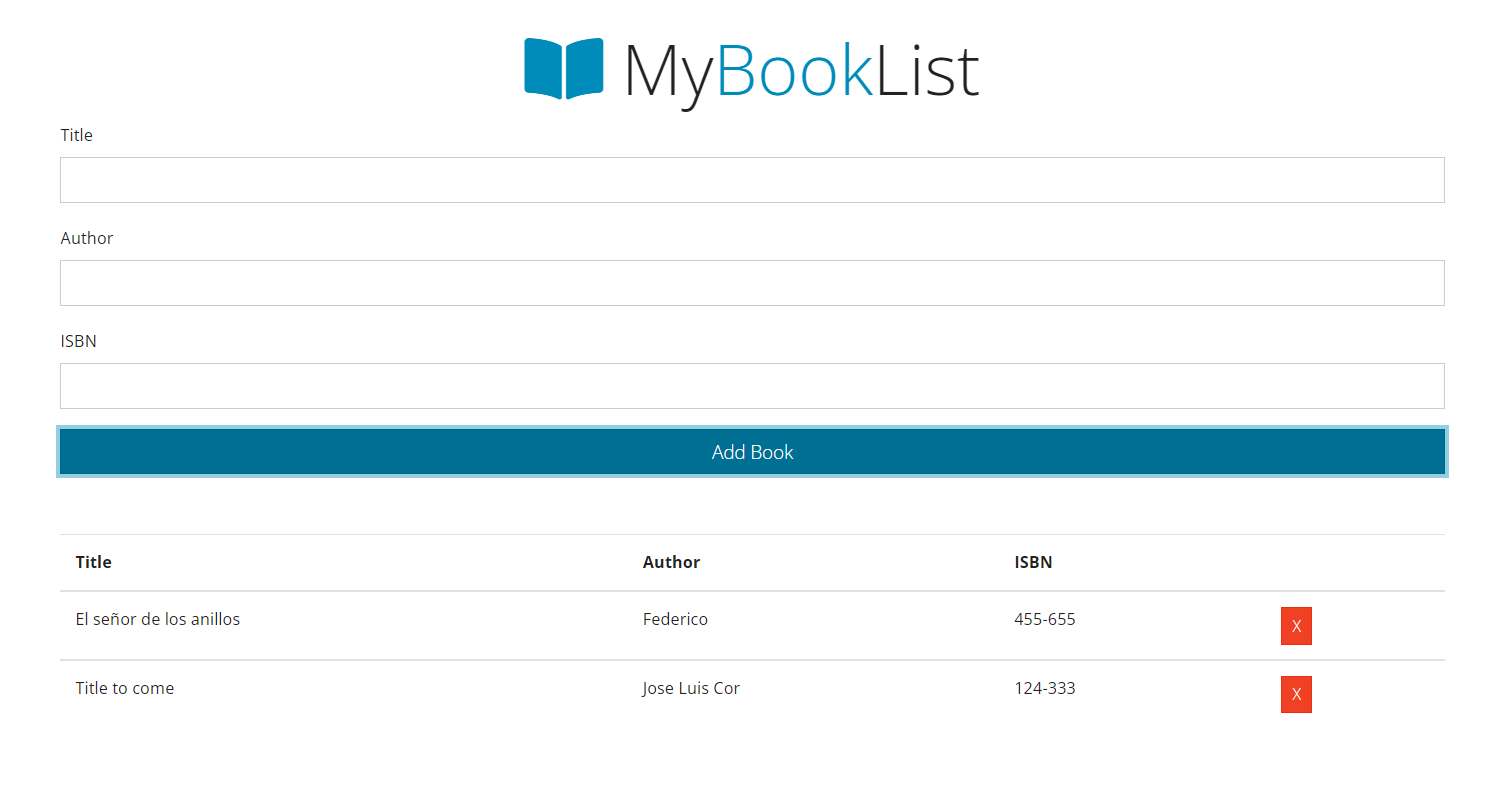 MyBookList
Title
Author
ISBN
Add Book
Title Author ISBN
El señor de los anillos Federico 455-655 X
Title to come Jose Luis Cor 124-333 X